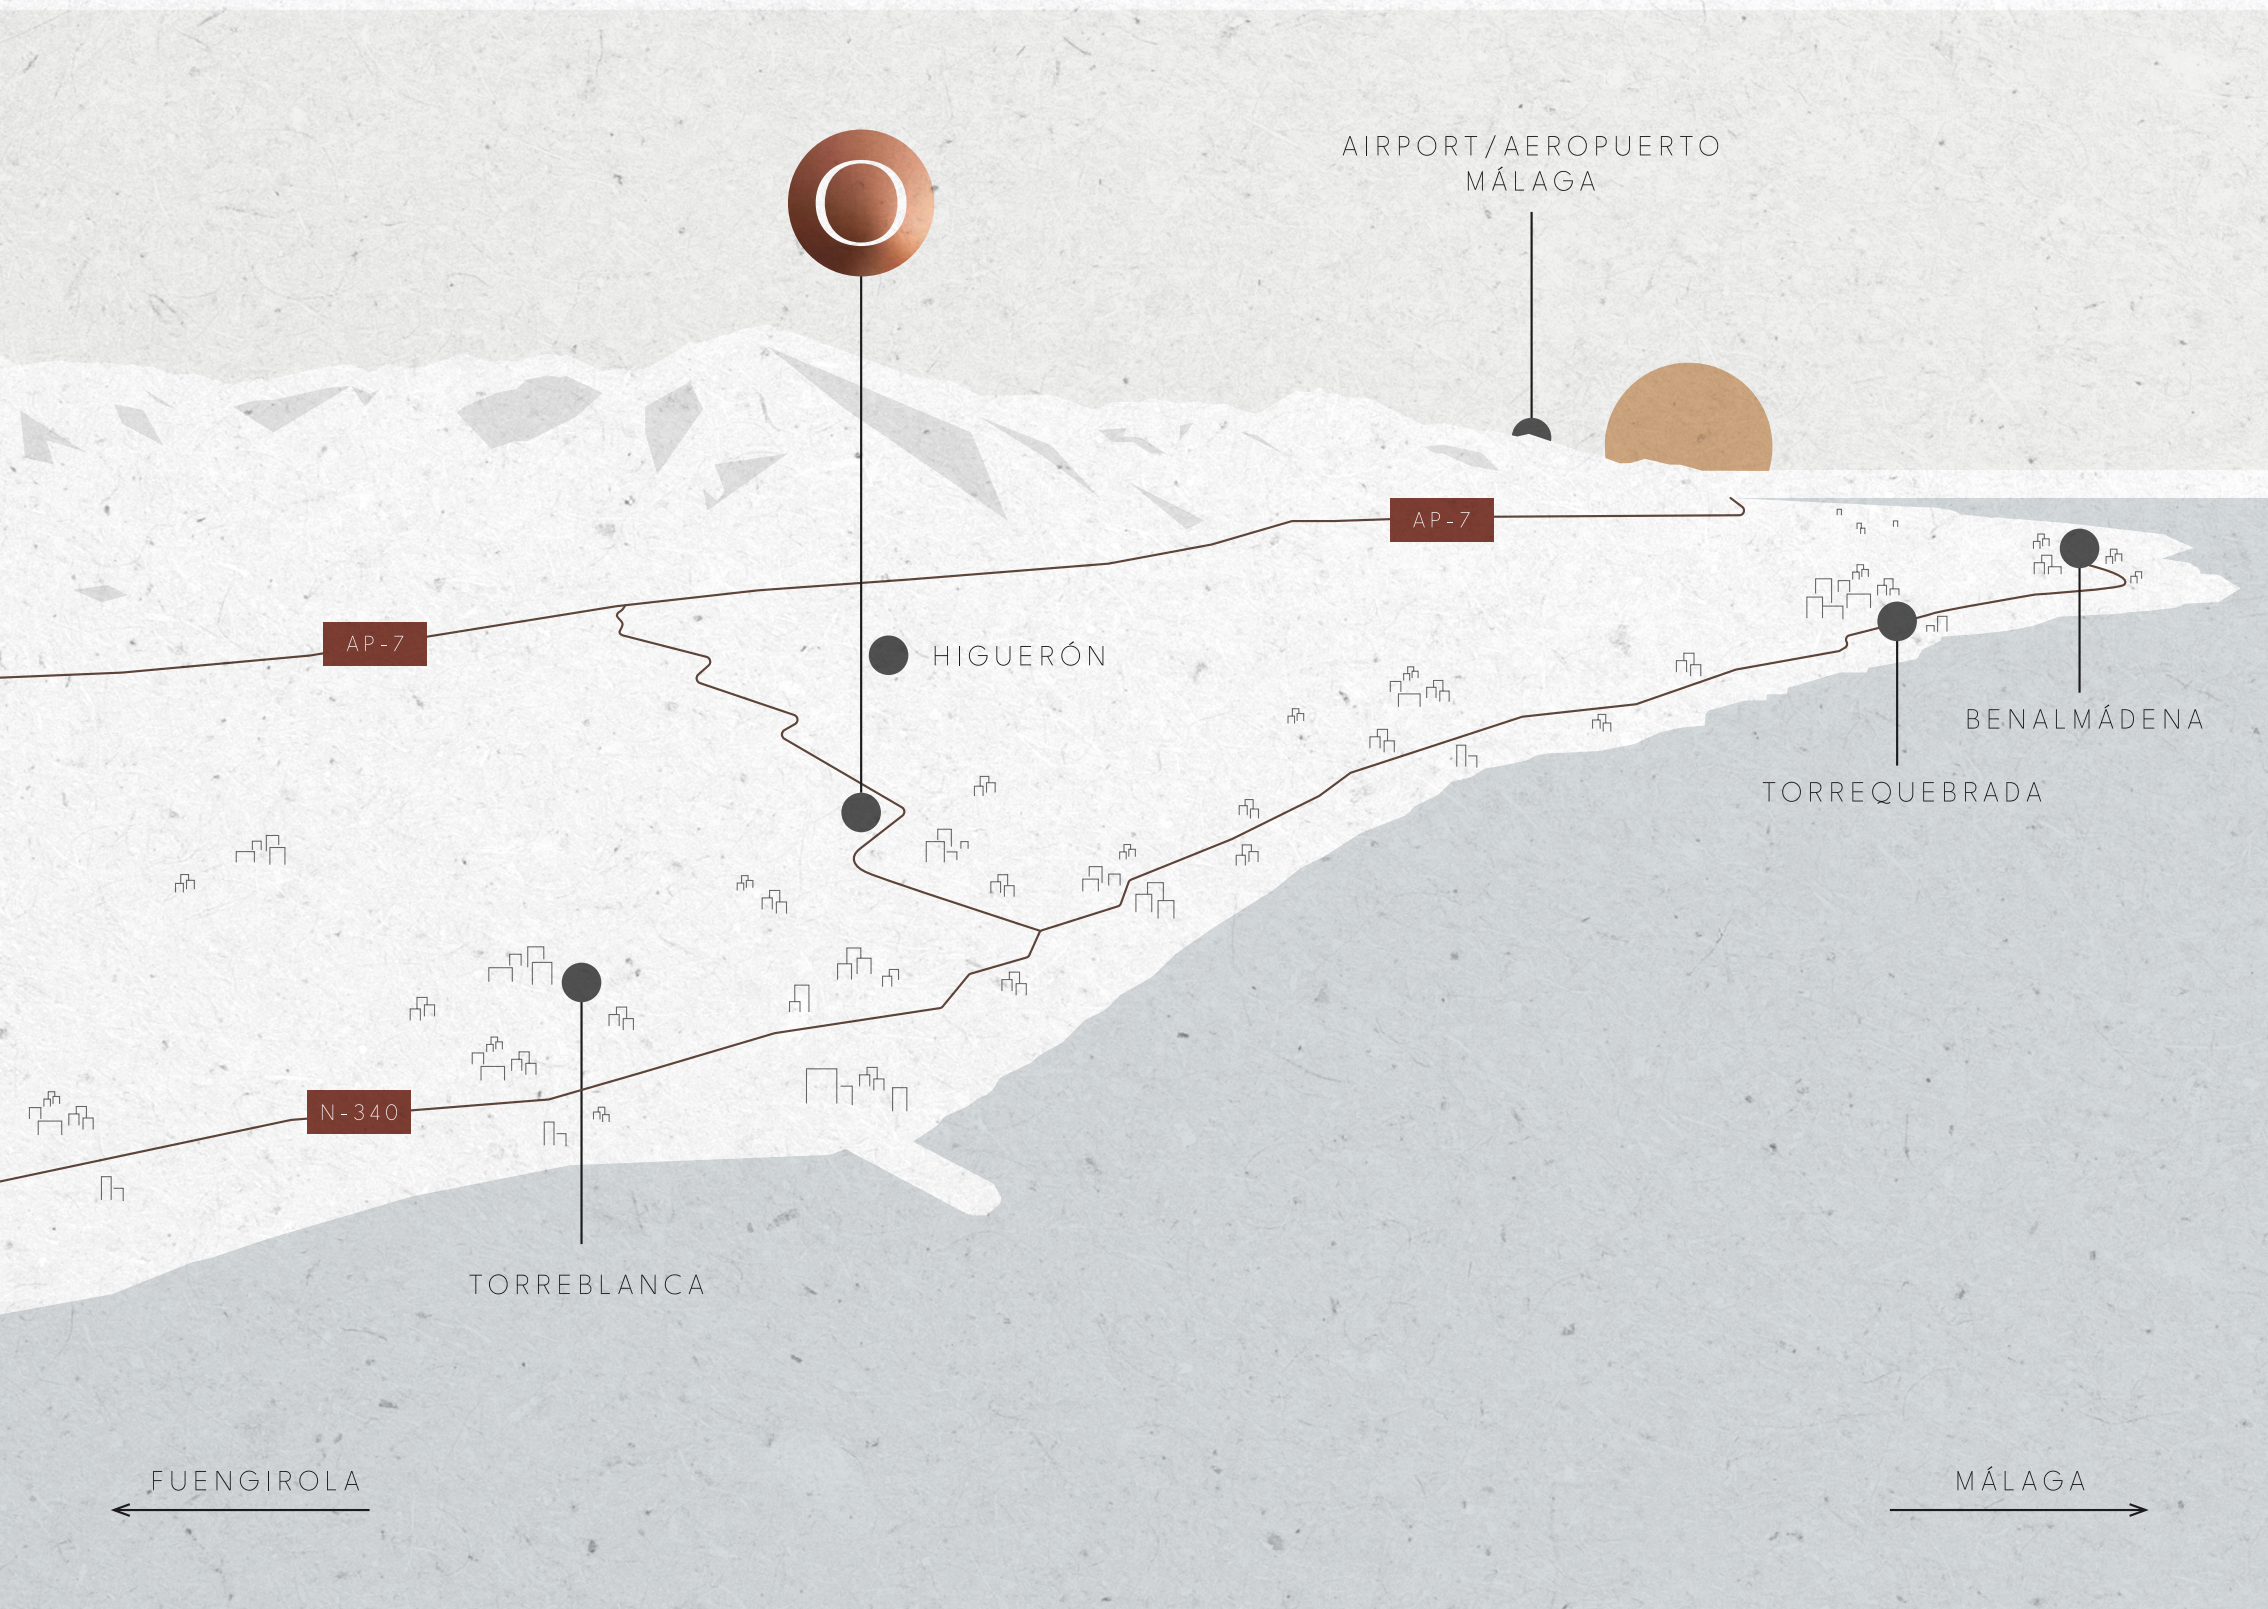 O
AIRPORT/AEROPUERTO
MÁLAGA
AP-7
AP-7
HIGUERÓN
BENALMÁDENA
TORREQUEBRADA
N-340
TORREBLANCA
FUENGIROLA
MÁLAGA